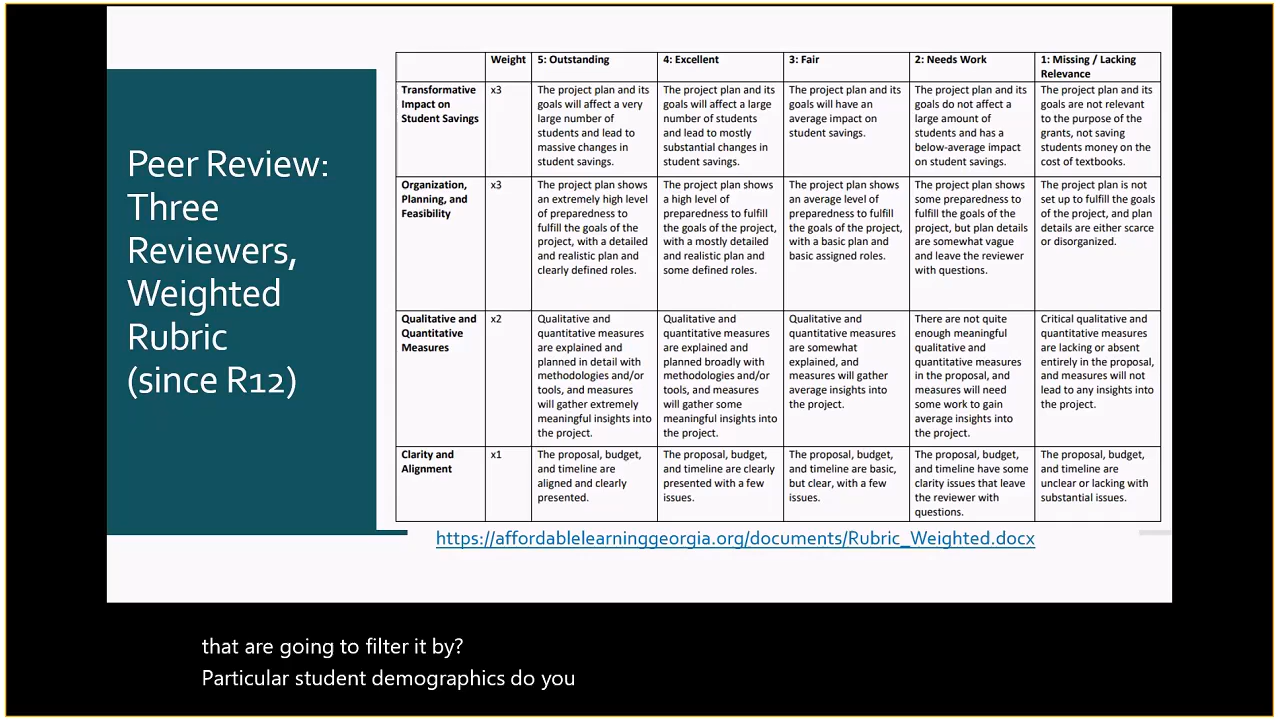 Peer Review:
Three
Reviewers,
Weighted
Rubric
(since R12)
Weight
5: Outstanding
4: Excellent
3: Fair
2: Needs Work
1: Missing / Lacking
Relevance
Transformative
Impact on
Student Savings
x3
The project plan and its
goals will affect a very
large number of
students and lead to
massive changes in
student savings.
The project plan and its
goals will affect a large
number of students
and lead to mostly
substantial changes in
student savings.
The project plan and its
goals will have an
average impact on
student savings.
The project plan and its
goals do not affect a
large amount of
students and has a
below-average impact
on student savings.
The project plan and its
goals are not relevant
to the purpose of the
grants, not saving
students money on the
cost of textbooks.
Organization,
Planning, and
Feasibility
x3
The project plan shows
an extremely high level
of preparedness to
fulfill the goals of the
project, with a detailed
and realistic plan and
clearly defined roles.
The project plan shows
a high level of
preparedness to fulfill
the goals of the project,
with a mostly detailed
and realistic plan and
some defined roles.
The project plan shows
an average level of
preparedness to fulfill
the goals of the project,
with a basic plan and
basic assigned roles.
The project plan shows
some preparedness to
fulfill the goals of the
project, but plan details
are somewhat vague
and leave the reviewer
with questions.
The project plan is not
set up to fulfill the goals
of the project, and plan
details are either scarce
or disorganized.
Qualitative and
Quantitative
Measures
x2
Qualitative and
quantitative measures
are explained and
planned in detail with
methodologies and/or
tools, and measures
will gather extremely
meaningful insights into
the project.
Qualitative and
quantitative measures
are explained and
planned broadly with
methodologies and/or
tools, and measures
will gather some
meaningful insights into
the project.
Qualitative and
quantitative measures
are somewhat
explained, and
measures will gather
average insights into
the project.
There are not quite
enough meaningful
qualitative and
quantitative measures
in the proposal, and
measures will need
some work to gain
average insights into
the project.
Critical qualitative and
quantitative measures
are lacking or absent
entirely in the proposal,
and measures will not
lead to any insights into
the project.
Clarity and
Alignment
x1
The proposal, budget,
and timeline are
aligned and clearly
presented.
The proposal, budget,
and timeline are clearly
presented with a few
issues.
The proposal, budget,
and timeline are basic,
but clear, with a few
issues.
The proposal, budget,
and timeline have some
clarity issues that leave
the reviewer with
questions.
The proposal, budget,
and timeline are
unclear or lacking with
substantial issues.
https://affordablelearninggeorgia.org/documents/Rubric_Weighted.docx
that are going to filter it by?
Particular student demographics do you